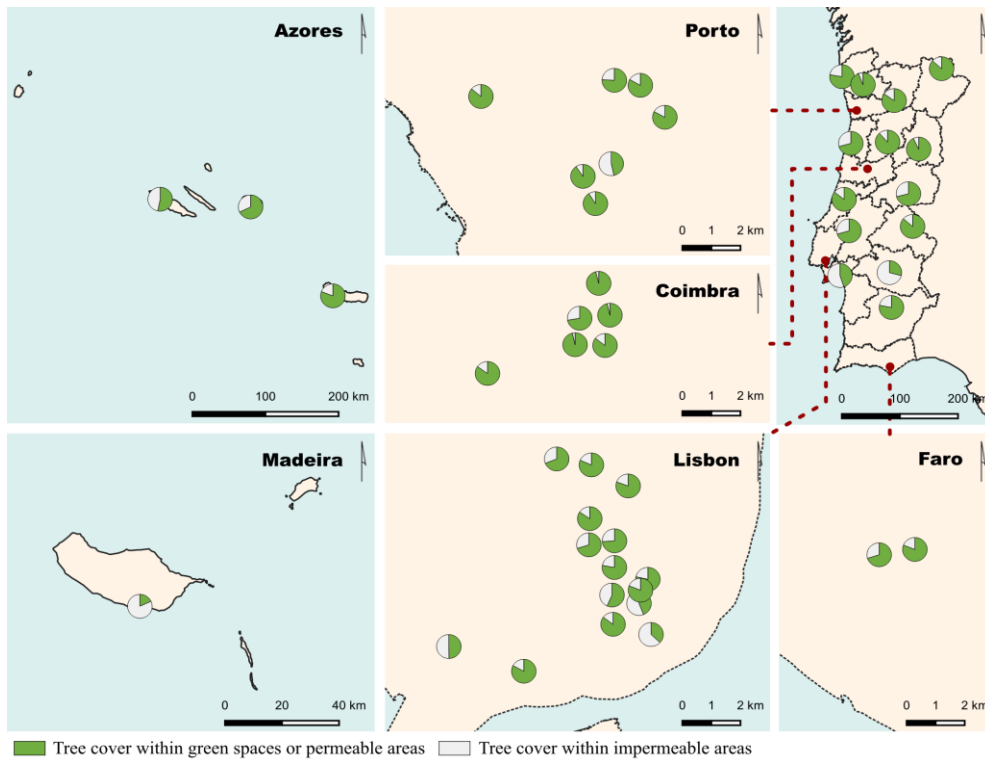 Azores
0 100 200 km
Porto
0 1 2 km
Coimbra
0 1 2 km
0 100 200 km
Madeira
0 20 40 km
Lisbon
0 1 2 km
Faro
0 1 2 km
Tree cover within green spaces or permeable areas
Tree cover within impermeable areas